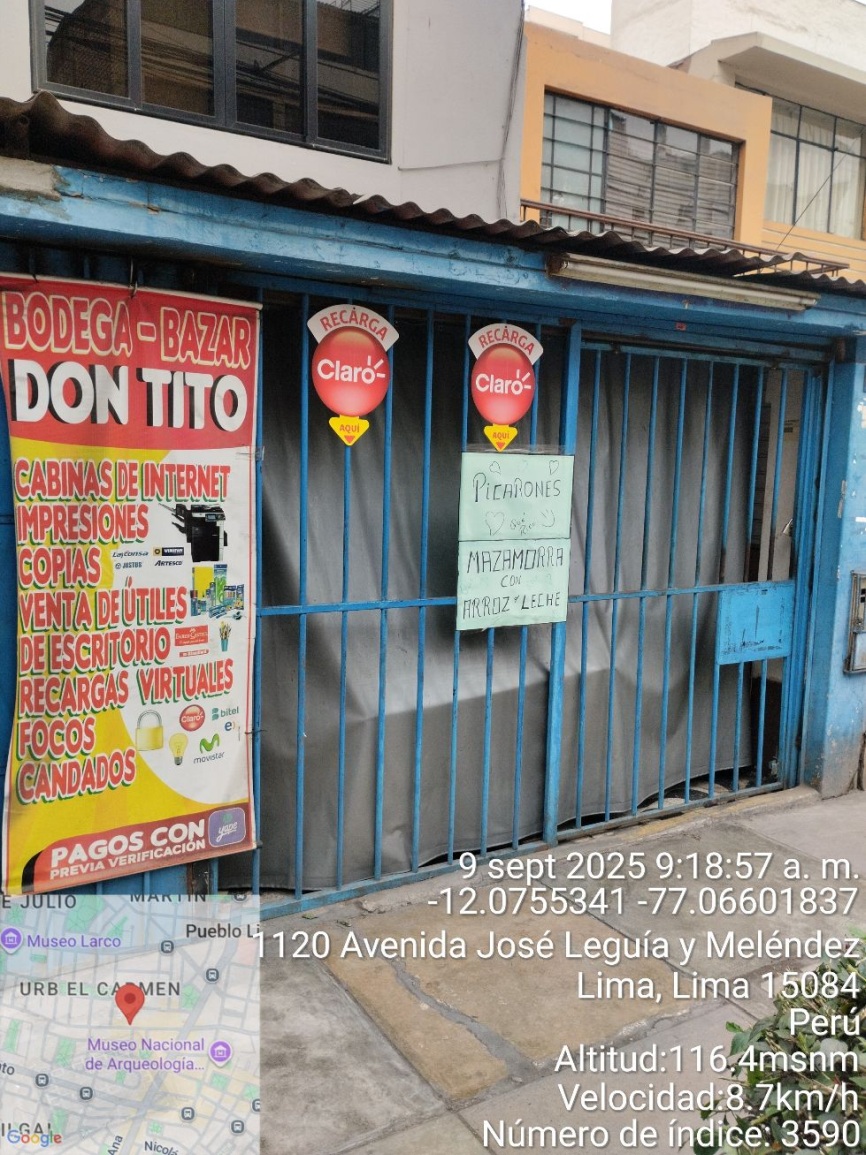 BODEGA - BAZAR
DON TITO
CABINAS DE INTERNET
IMPRESIONES
COPIAS
VENTA DE ÚTILES
DE ESCRITORIO
RECARGAS VIRTUALES
FOCOS
CANDADOS
Claro
Bitel
movistar
PAGOS CON
PREVIA VERIFICACIÓN
yape
RECARGA
Claro
AQUÍ
RECARGA
Claro
AQUÍ
PICARONES
MAZAMORRA
CON
ARROZ LECHE
9 sept 2025 9:18:57 a. m.
-12.0755341 -77.06601837
1120 Avenida José Leguía y Meléndez
Lima, Lima 15084
Perú
Altitud:116.4msnm
Velocidad:8.7km/h
Número de índice: 3590
E JULIO
MARTIN
Museo Larco
Pueblo Li
URB EL CARMEN
Museo Nacional
de Arqueología...
Nicolá
Google